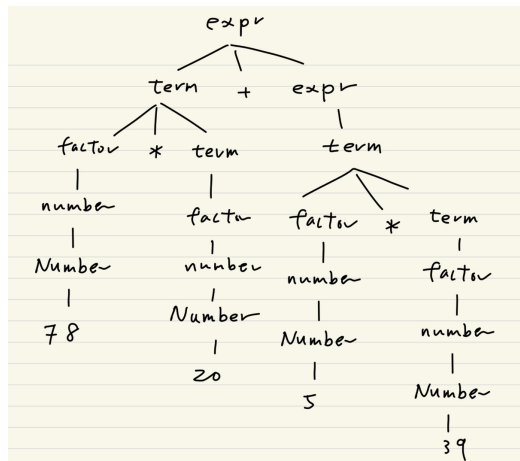 expr
term + expr
factor * term term
number factor factor * term
Number number number factor
78 Number Number number
20 5 Number
39